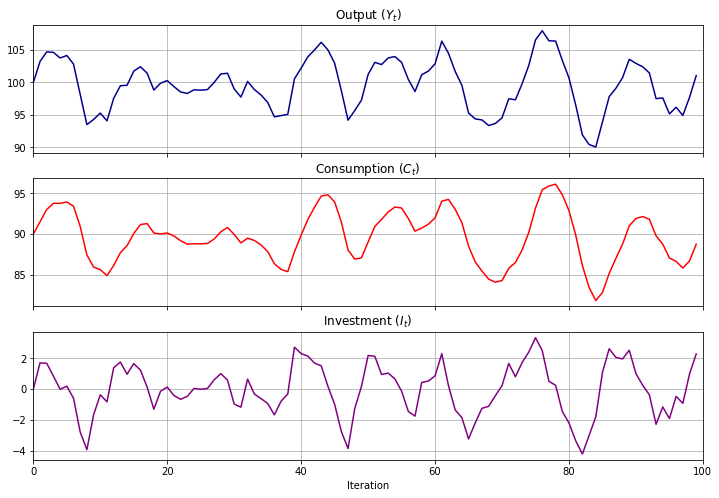 Output (Y_t)
105
100
95
90
Consumption (C_t)
95
90
85
Investment (I_t)
2
0
−2
−4
0 20 40 60 80 100
Iteration